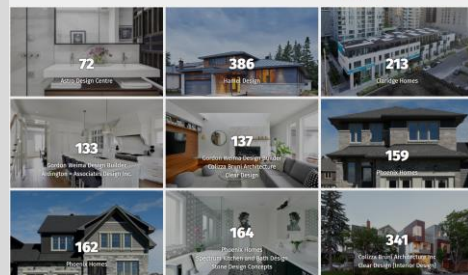 72
Astro Design Centre
386
Hamel Design
213
Claridge Homes
133
Gordon Weima Design Builder
Ardington + Associates Design Inc.
137
Gordon Weima Design Builder
Colizza Bruni Architecture
Clear Design
159
Phoenix Homes
162
Phoenix Homes
164
Phoenix Homes
Spectrum Kitchen and Bath Design
Stone Design Concepts
341
Colizza Bruni Architecture Inc
Clear Design (Interior Design)